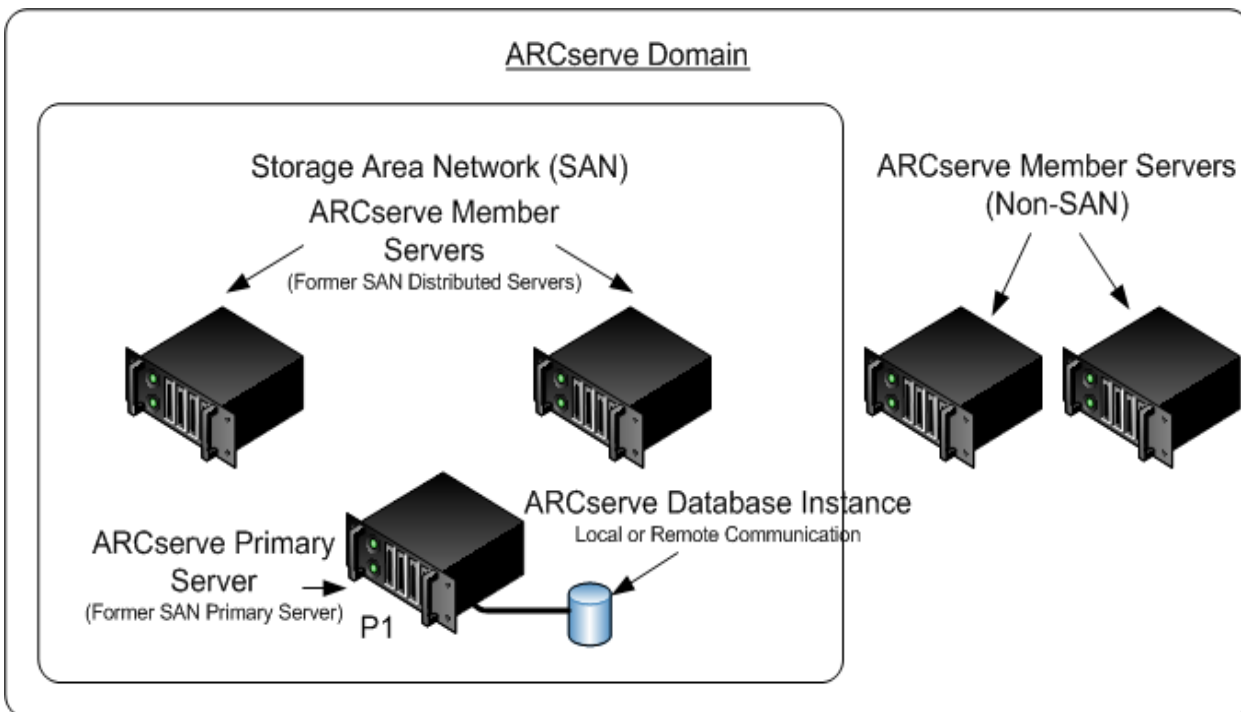 ARCserve Domain
Storage Area Network (SAN)
ARCserve Member
Servers
(Former SAN Distributed Servers)
ARCserve Member Servers
(Non-SAN)
ARCserve Database Instance
Local or Remote Communication
ARCserve Primary
Server
(Former SAN Primary Server)
P1